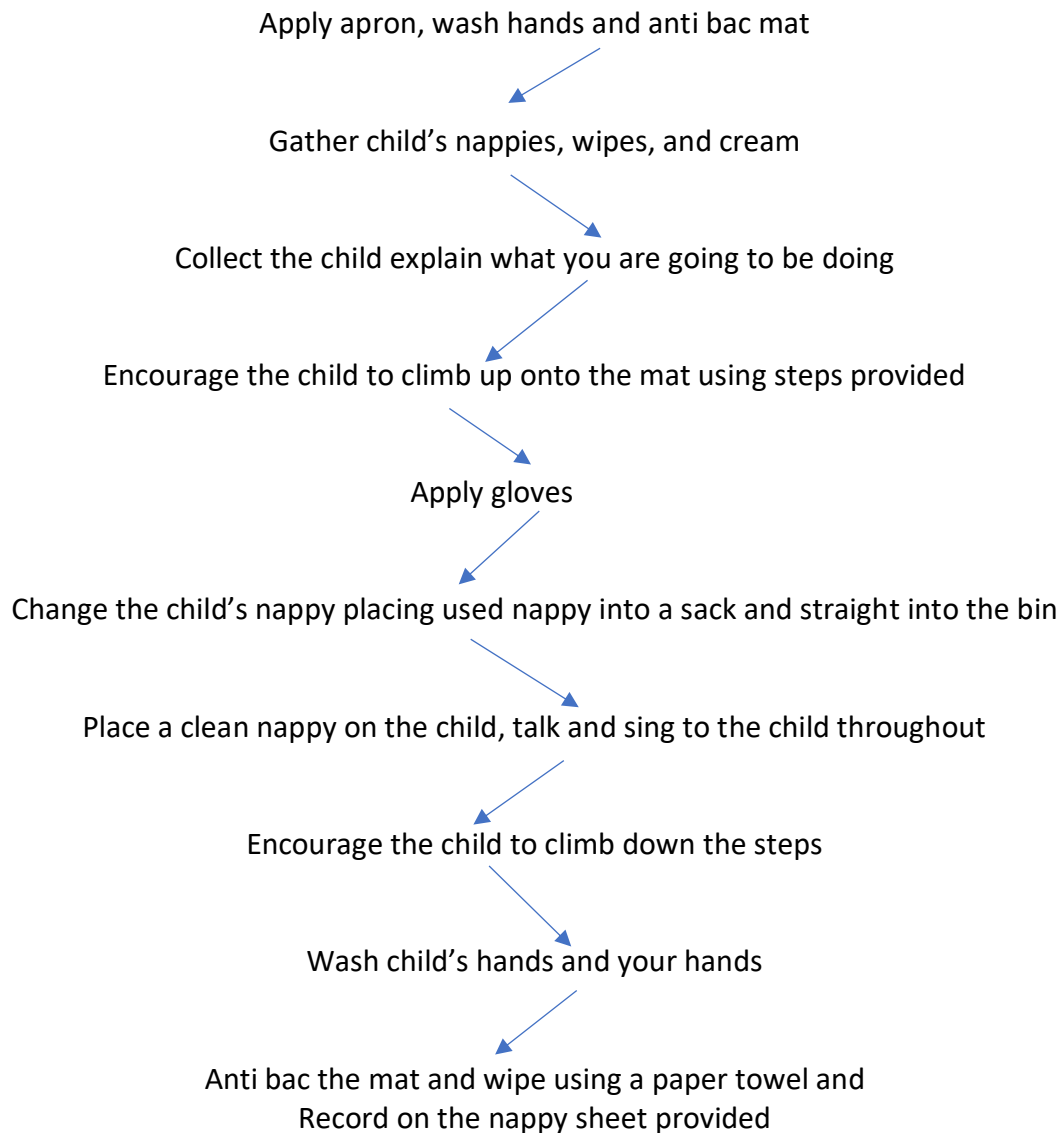 Apply apron, wash hands and anti bac mat
Gather child’s nappies, wipes, and cream
Collect the child explain what you are going to be doing
Encourage the child to climb up onto the mat using steps provided
Apply gloves
Change the child’s nappy placing used nappy into a sack and straight into the bin
Place a clean nappy on the child, talk and sing to the child throughout
Encourage the child to climb down the steps
Wash child’s hands and your hands
Anti bac the mat and wipe using a paper towel and
Record on the nappy sheet provided